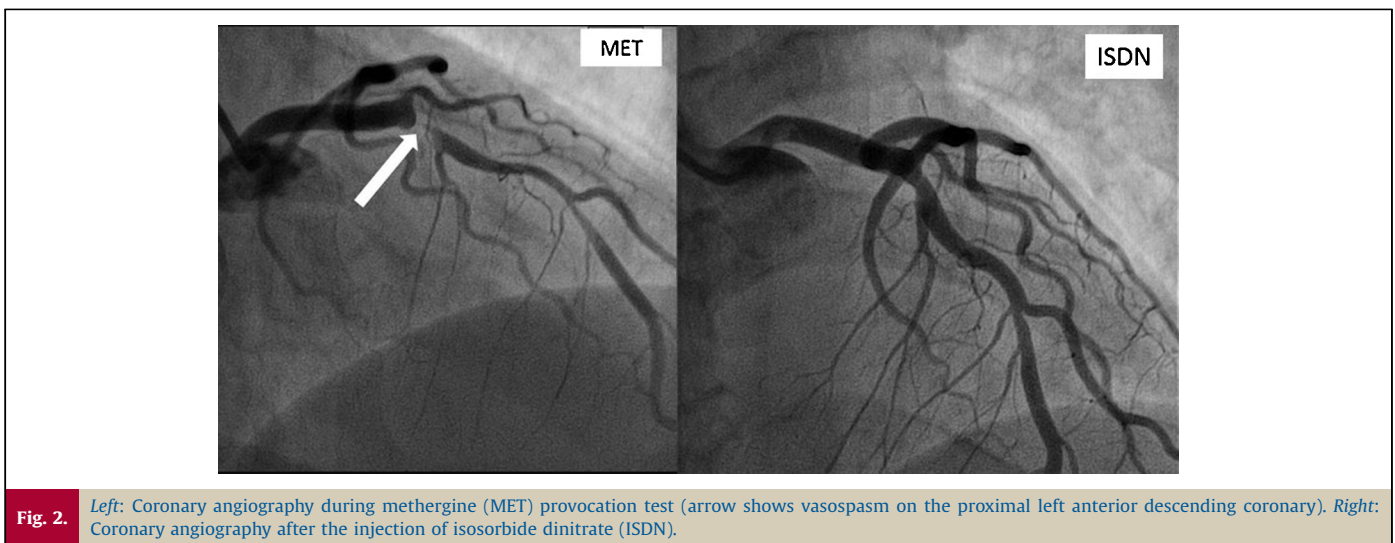 MET
ISDN
Fig. 2.
Left: Coronary angiography during methergine (MET) provocation test (arrow shows vasospasm on the proximal left anterior descending coronary). Right:
Coronary angiography after the injection of isosorbide dinitrate (ISDN).